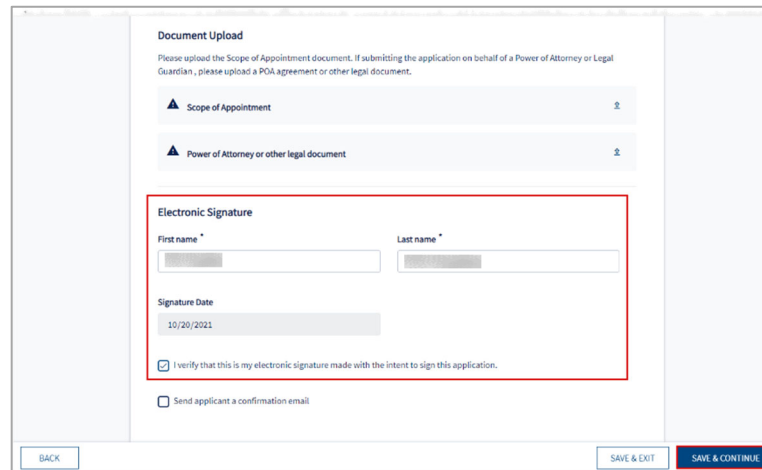 Document Upload
Please upload the Scope of Appointment document. If submitting the application on behalf of a Power of Attorney or Legal
Guardian , please upload a POA agreement or other legal document.
Scope of Appointment
Power of Attorney or other legal document
Electronic Signature
First name *
Last name *
Signature Date
10/20/2021
I verify that this is my electronic signature made with the intent to sign this application.
Send applicant a confirmation email
BACK
SAVE & EXIT
SAVE & CONTINUE